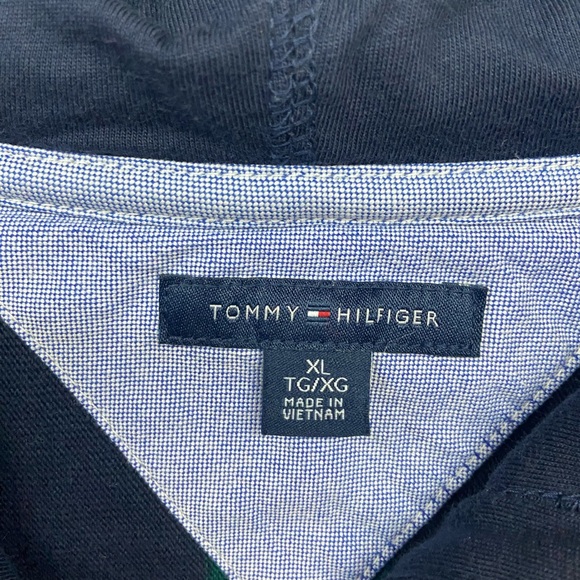 TOMMY HILFIGER
XL
TG/XG
MADE IN
VIETNAM